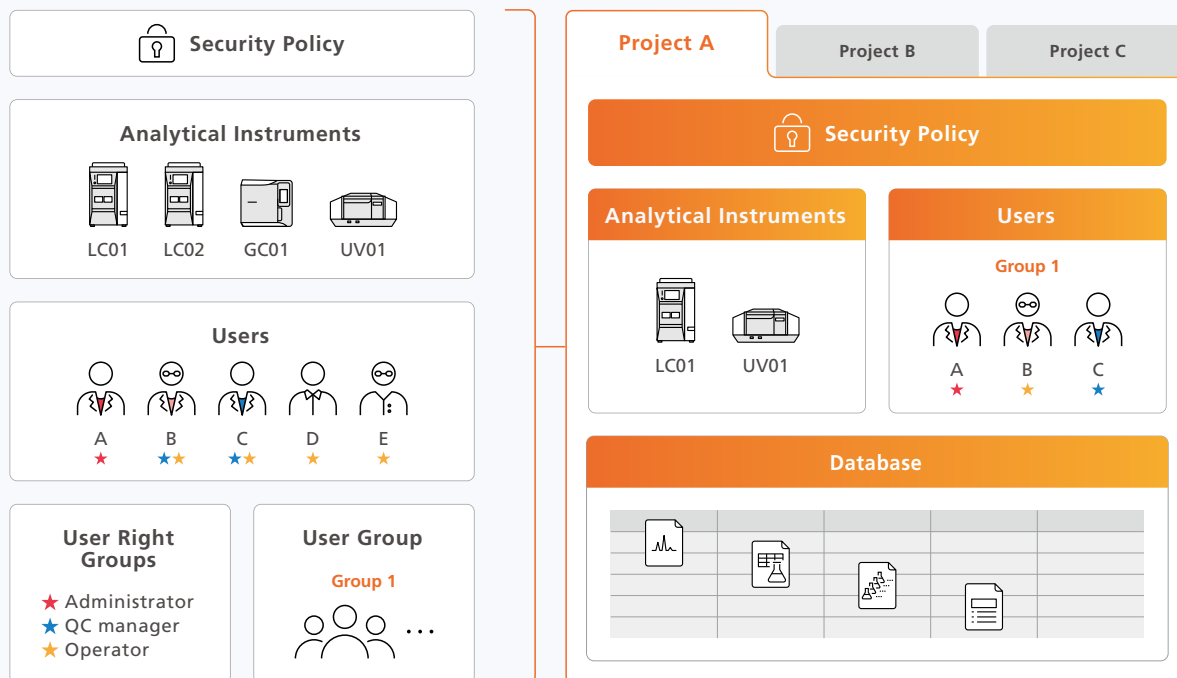 Security Policy
Analytical Instruments
LC01 LC02 GC01 UV01
Users
A B C D E
User Right
Groups
Administrator
QC manager
Operator
User Group
Group 1
Project A
Project B
Project C
Security Policy
Analytical Instruments
LC01 UV01
Users
Group 1
A B C
Database